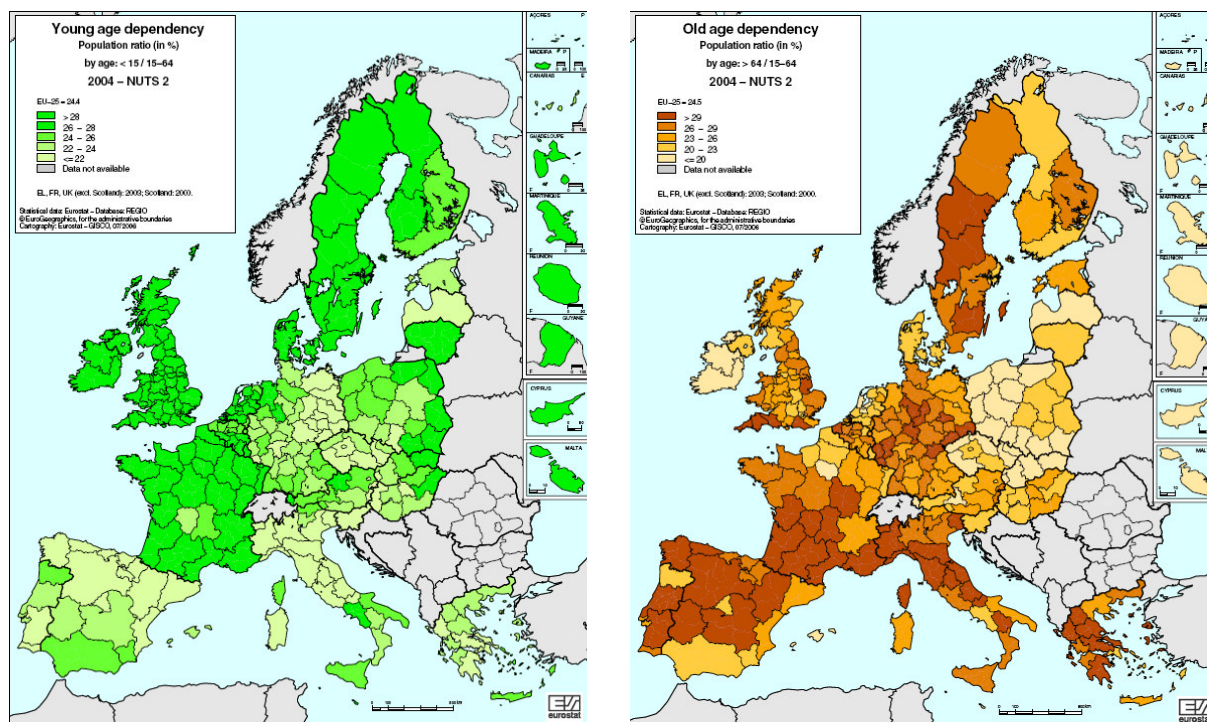 Young age dependency
Population ratio (in %)
by age: < 15 / 15–64
2004 – NUTS 2
EU–25 = 24.4
> 28
26 – 28
24 – 26
22 – 24
<= 22
Data not available
EL, FR, UK (excl. Scotland): 2003; Scotland: 2000.
Statistical data: Eurostat – Database: REGIO
© EuroGeographics, for the administrative boundaries
Cartography: Eurostat – GISCO, 07/2006
AÇORES P
MADEIRA P
CANARIAS E
GUADELOUPE
F
MARTINIQUE
F
REUNION
F
GUYANE
F
CYPRUS
MALTA
eurostat
Old age dependency
Population ratio (in %)
by age: > 64 / 15–64
2004 – NUTS 2
EU–25 = 24.5
> 29
26 – 29
23 – 26
20 – 23
<= 20
Data not available
EL, FR, UK (excl. Scotland): 2003; Scotland: 2000.
Statistical data: Eurostat – Database: REGIO
© EuroGeographics, for the administrative boundaries
Cartography: Eurostat – GISCO, 07/2006
AÇORES
MADEIRA P
CANARIAS
GUADELOUPE
F
MARTINIQUE
F
REUNION
F
F
CYPRUS
eurostat